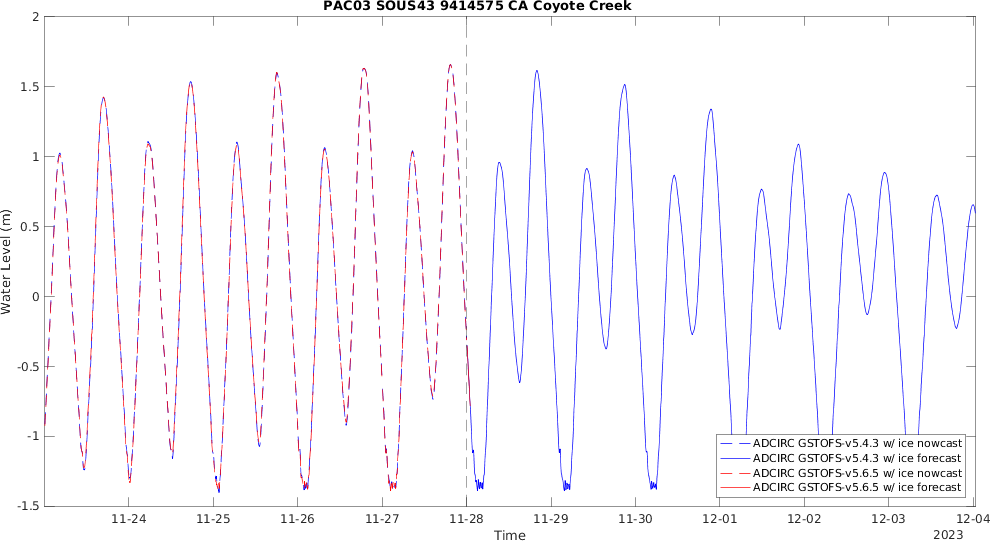 PAC03 SOUS43 9414575 CA Coyote Creek
2
1.5
1
0.5
0
-0.5
-1
-1.5
Water Level (m)
11-24
11-25
11-26
11-27
11-28
11-29
11-30
12-01
12-02
12-03
12-04
Time
2023
ADCIRC GSTOFS-v5.4.3 w/ ice nowcast
ADCIRC GSTOFS-v5.4.3 w/ ice forecast
ADCIRC GSTOFS-v5.6.5 w/ ice nowcast
ADCIRC GSTOFS-v5.6.5 w/ ice forecast